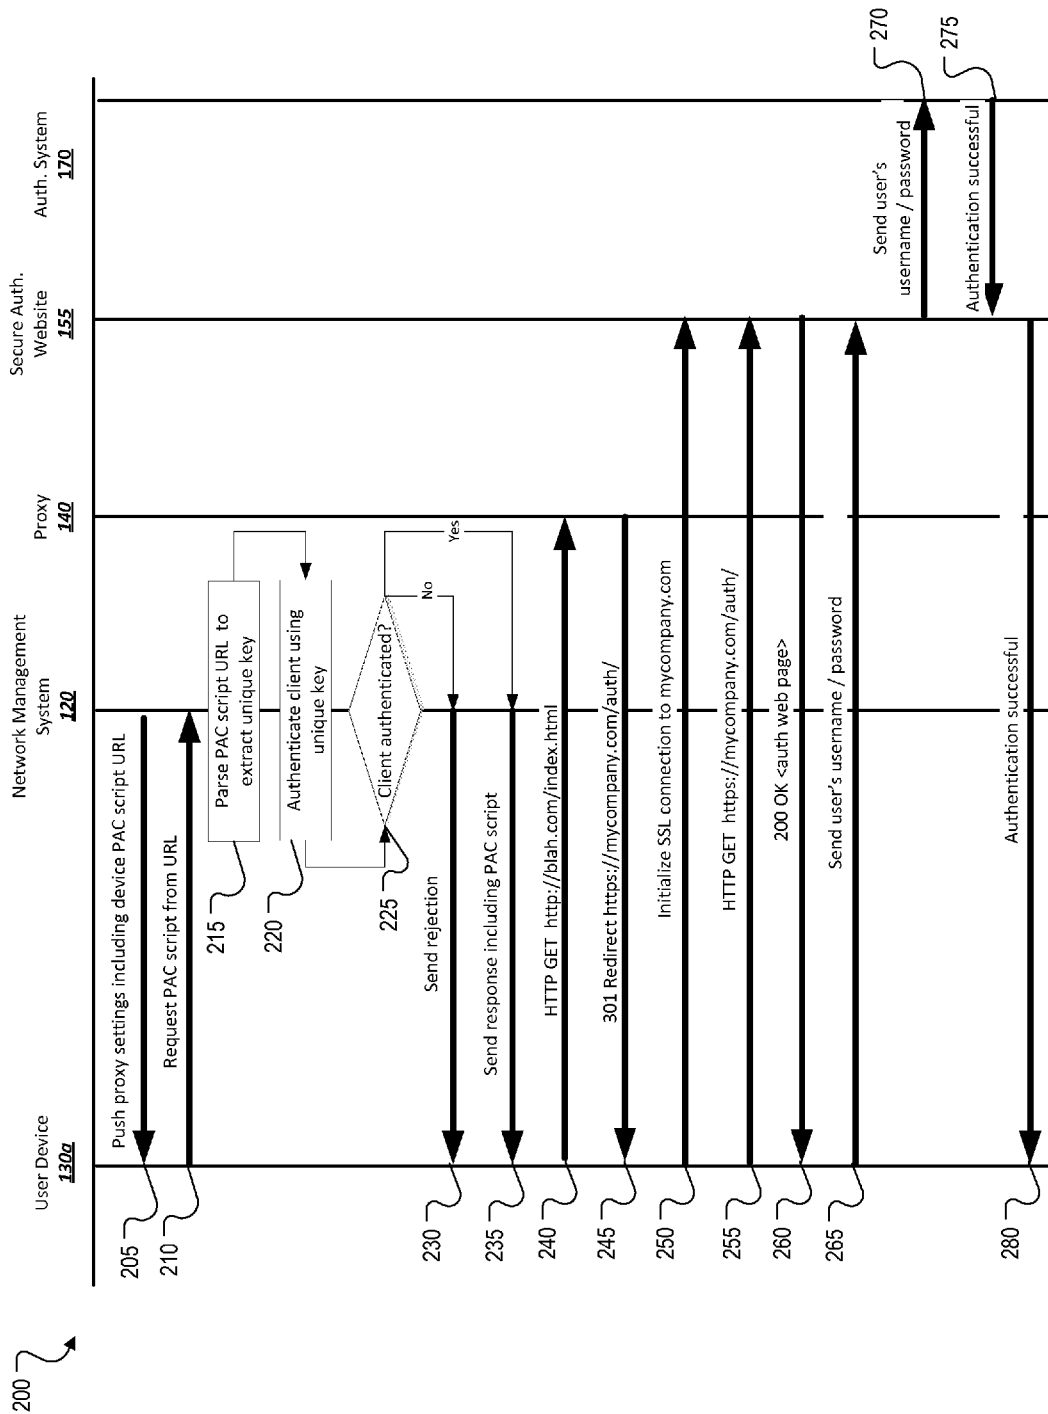 200
User Device
130a
Network Management
System
120
Proxy
140
Secure Auth.
Website
155
Auth. System
170
205
Push proxy settings including device PAC script URL
210
Request PAC script from URL
215
Parse PAC script URL to
extract unique key
220
Authenticate client using
unique key
225
Client authenticated?
No
Yes
230
Send rejection
235
Send response including PAC script
240
HTTP GET http://blah.com/index.html
245
301 Redirect https://mycompany.com/auth/
250
Initialize SSL connection to mycompany.com
255
HTTP GET https://mycompany.com/auth/
260
200 OK <auth web page>
265
Send user's username / password
Send user's
username / password
270
Authentication successful
275
280
Authentication successful